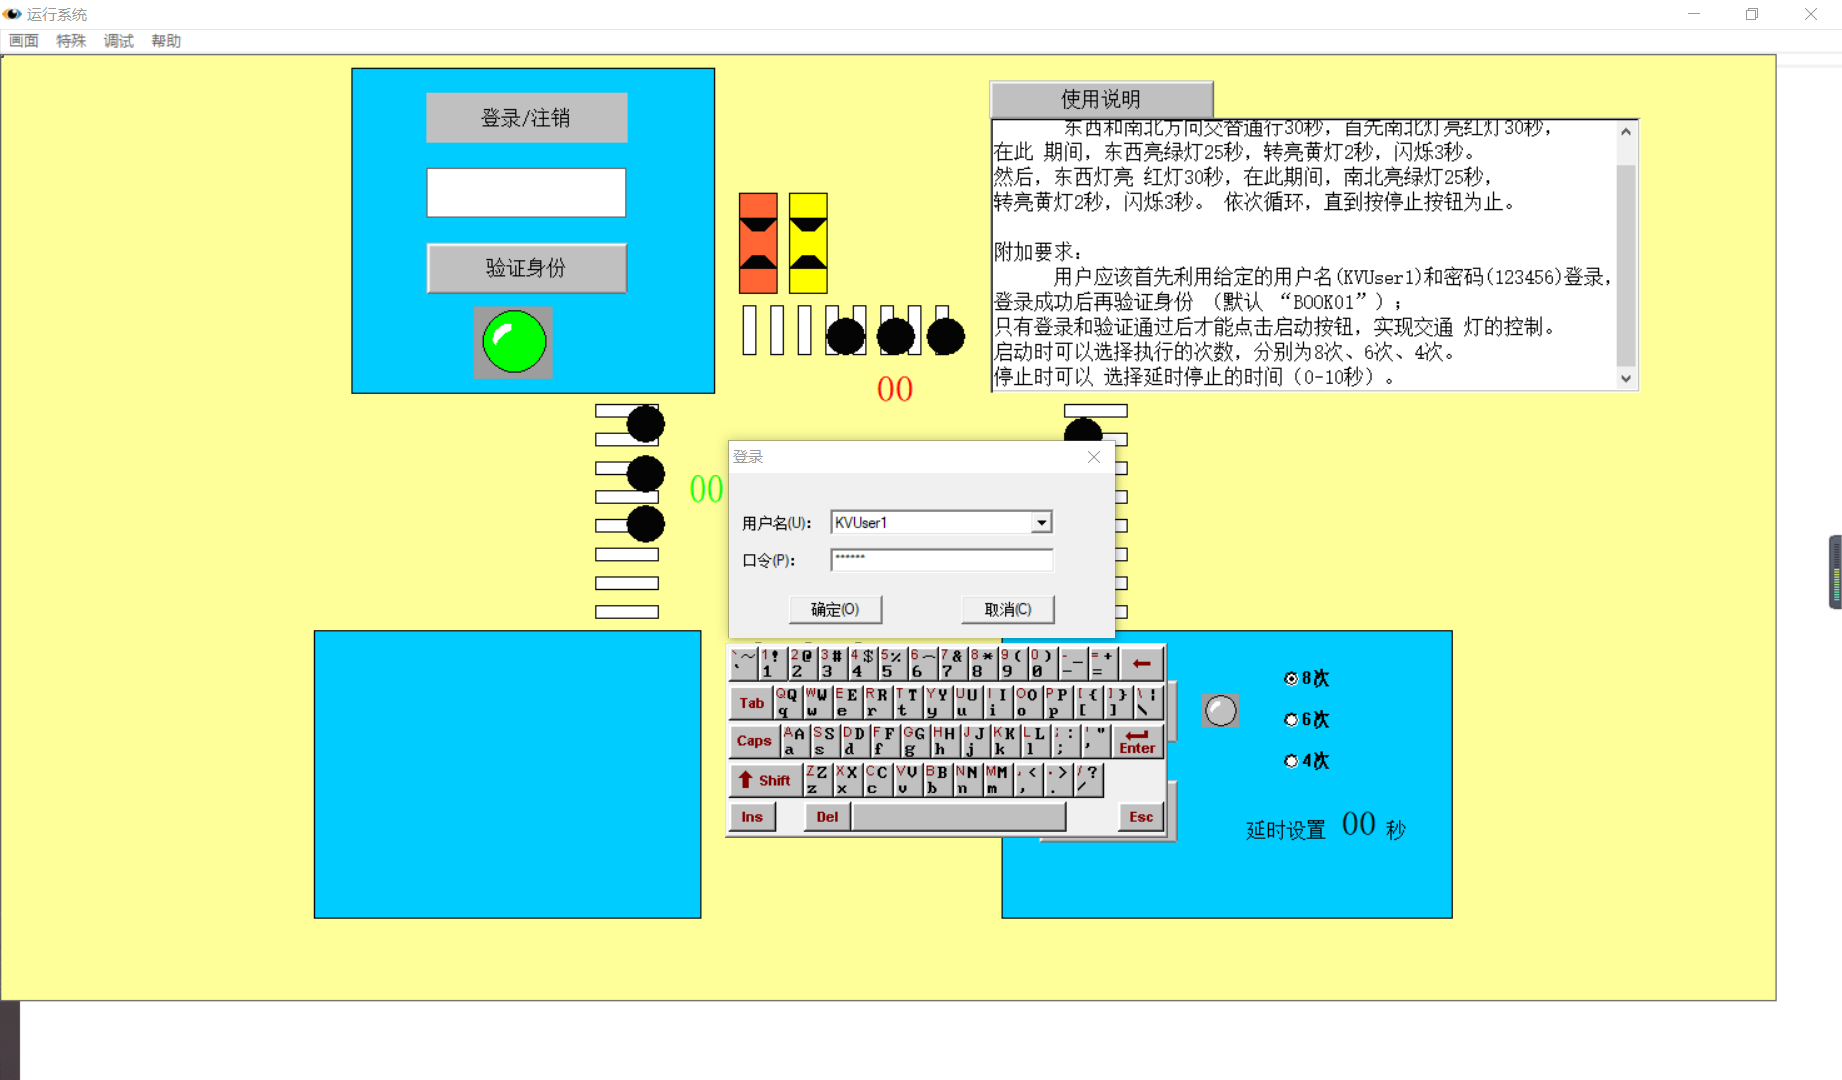 运行系统
画面 特殊 调试 帮助
登录/注销
验证身份
使用说明
东西和南北方向交替通行30秒，首先南北灯亮红灯30秒，
在此 期间，东西亮绿灯25秒，转亮黄灯2秒，闪烁3秒。
然后，东西灯亮 红灯30秒，在此期间，南北亮绿灯25秒，
转亮黄灯2秒，闪烁3秒。 依次循环，直到按停止按钮为止。
附加要求：
用户应该首先利用给定的用户名(KVUser1)和密码(123456)登录，
登录成功后再验证身份 （默认 “BOOK01”）；
只有登录和验证通过后才能点击启动按钮，实现交通 灯的控制。
启动时可以选择执行的次数，分别为8次、6次、4次。
停止时可以 选择延时停止的时间（0-10秒）。
00
00
登录
用户名(U)： KVUser1
口令(P)： ******
确定(O) 取消(C)
` ~ ` 1 ! 1 2 @ 2 3 # 3 4 $ 4 5 % 5 6 ^ 6 7 & 7 8 * 8 9 ( 9 0 ) 0 - _ - = + = ←
Tab Q Q q W W w E E e R R r T T t Y Y y U U u I I i O O o P P p [ { [ ] } ] \ | \
Caps A A a S S s D D d F F f G G g H H h J J j K K k L L l ; : ; ' " ' Enter
Shift Z Z z X X x C C c V V v B B b N N n M M m , < , . > . / ? /
Ins Del Esc
8次
6次
4次
延时设置 00 秒